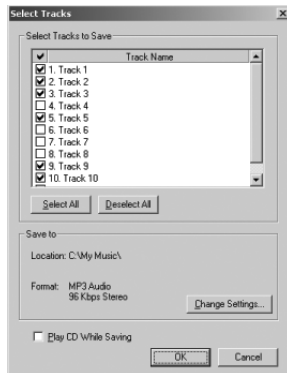 Select Tracks
Select Tracks to Save
Track Name
1. Track 1
2. Track 2
3. Track 3
4. Track 4
5. Track 5
6. Track 6
7. Track 7
8. Track 8
9. Track 9
10. Track 10
Select All
Deselect All
Save to
Location: C:\My Music\
Format: MP3 Audio
96 Kbps Stereo
Change Settings...
Play CD While Saving
OK
Cancel